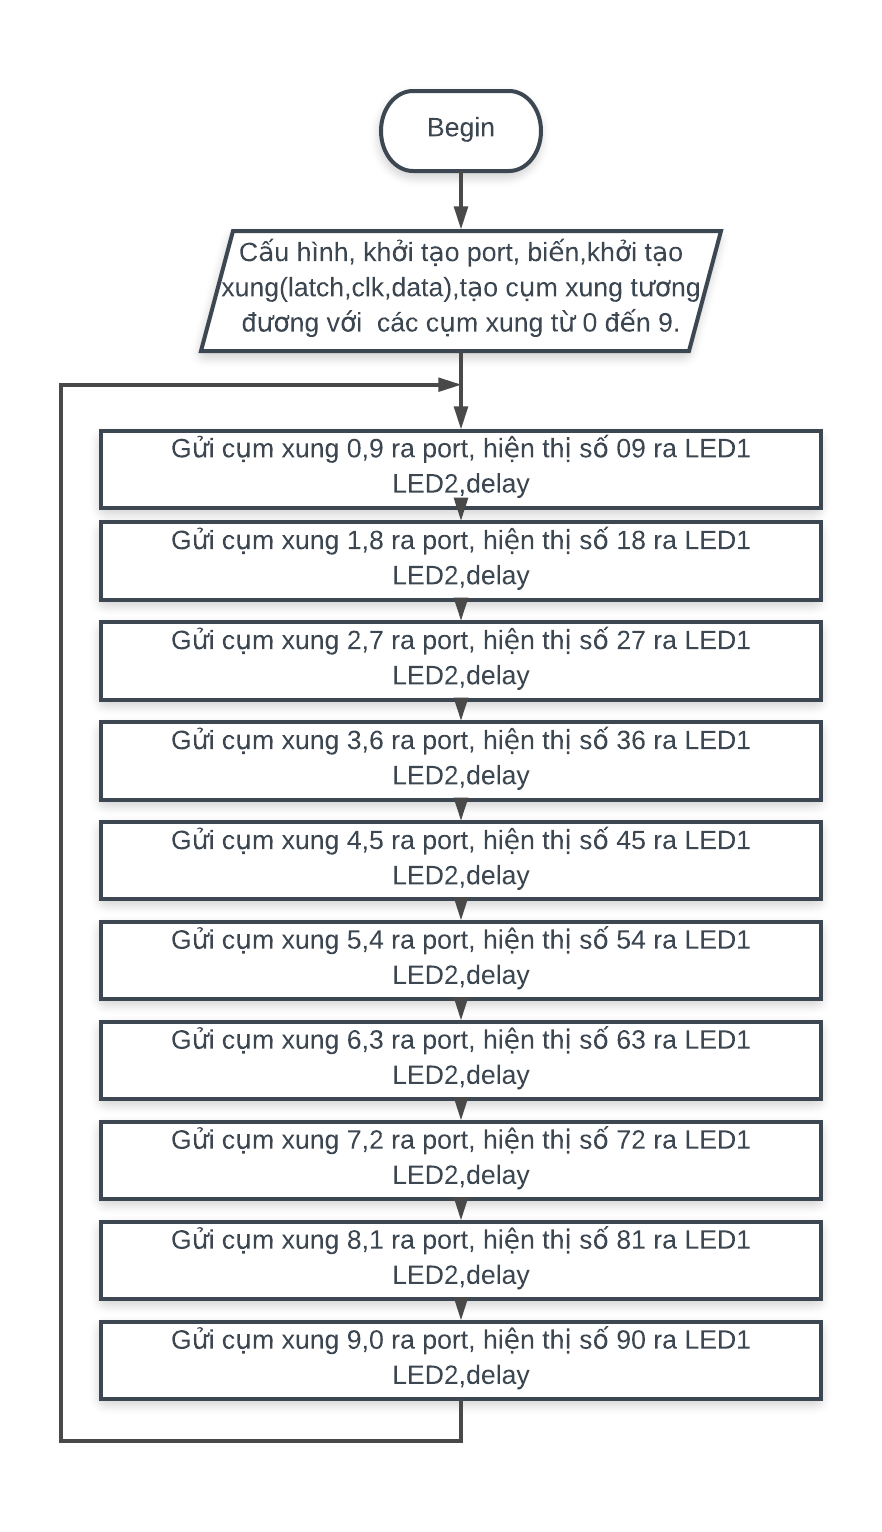 Begin
Cấu hình, khởi tạo port, biến,khởi tạo
xung(latch,clk,data),tạo cụm xung tương
đương với  các cụm xung từ 0 đến 9.
Gửi cụm xung 0,9 ra port, hiện thị số 09 ra LED1
LED2,delay
Gửi cụm xung 1,8 ra port, hiện thị số 18 ra LED1
LED2,delay
Gửi cụm xung 2,7 ra port, hiện thị số 27 ra LED1
LED2,delay
Gửi cụm xung 3,6 ra port, hiện thị số 36 ra LED1
LED2,delay
Gửi cụm xung 4,5 ra port, hiện thị số 45 ra LED1
LED2,delay
Gửi cụm xung 5,4 ra port, hiện thị số 54 ra LED1
LED2,delay
Gửi cụm xung 6,3 ra port, hiện thị số 63 ra LED1
LED2,delay
Gửi cụm xung 7,2 ra port, hiện thị số 72 ra LED1
LED2,delay
Gửi cụm xung 8,1 ra port, hiện thị số 81 ra LED1
LED2,delay
Gửi cụm xung 9,0 ra port, hiện thị số 90 ra LED1
LED2,delay